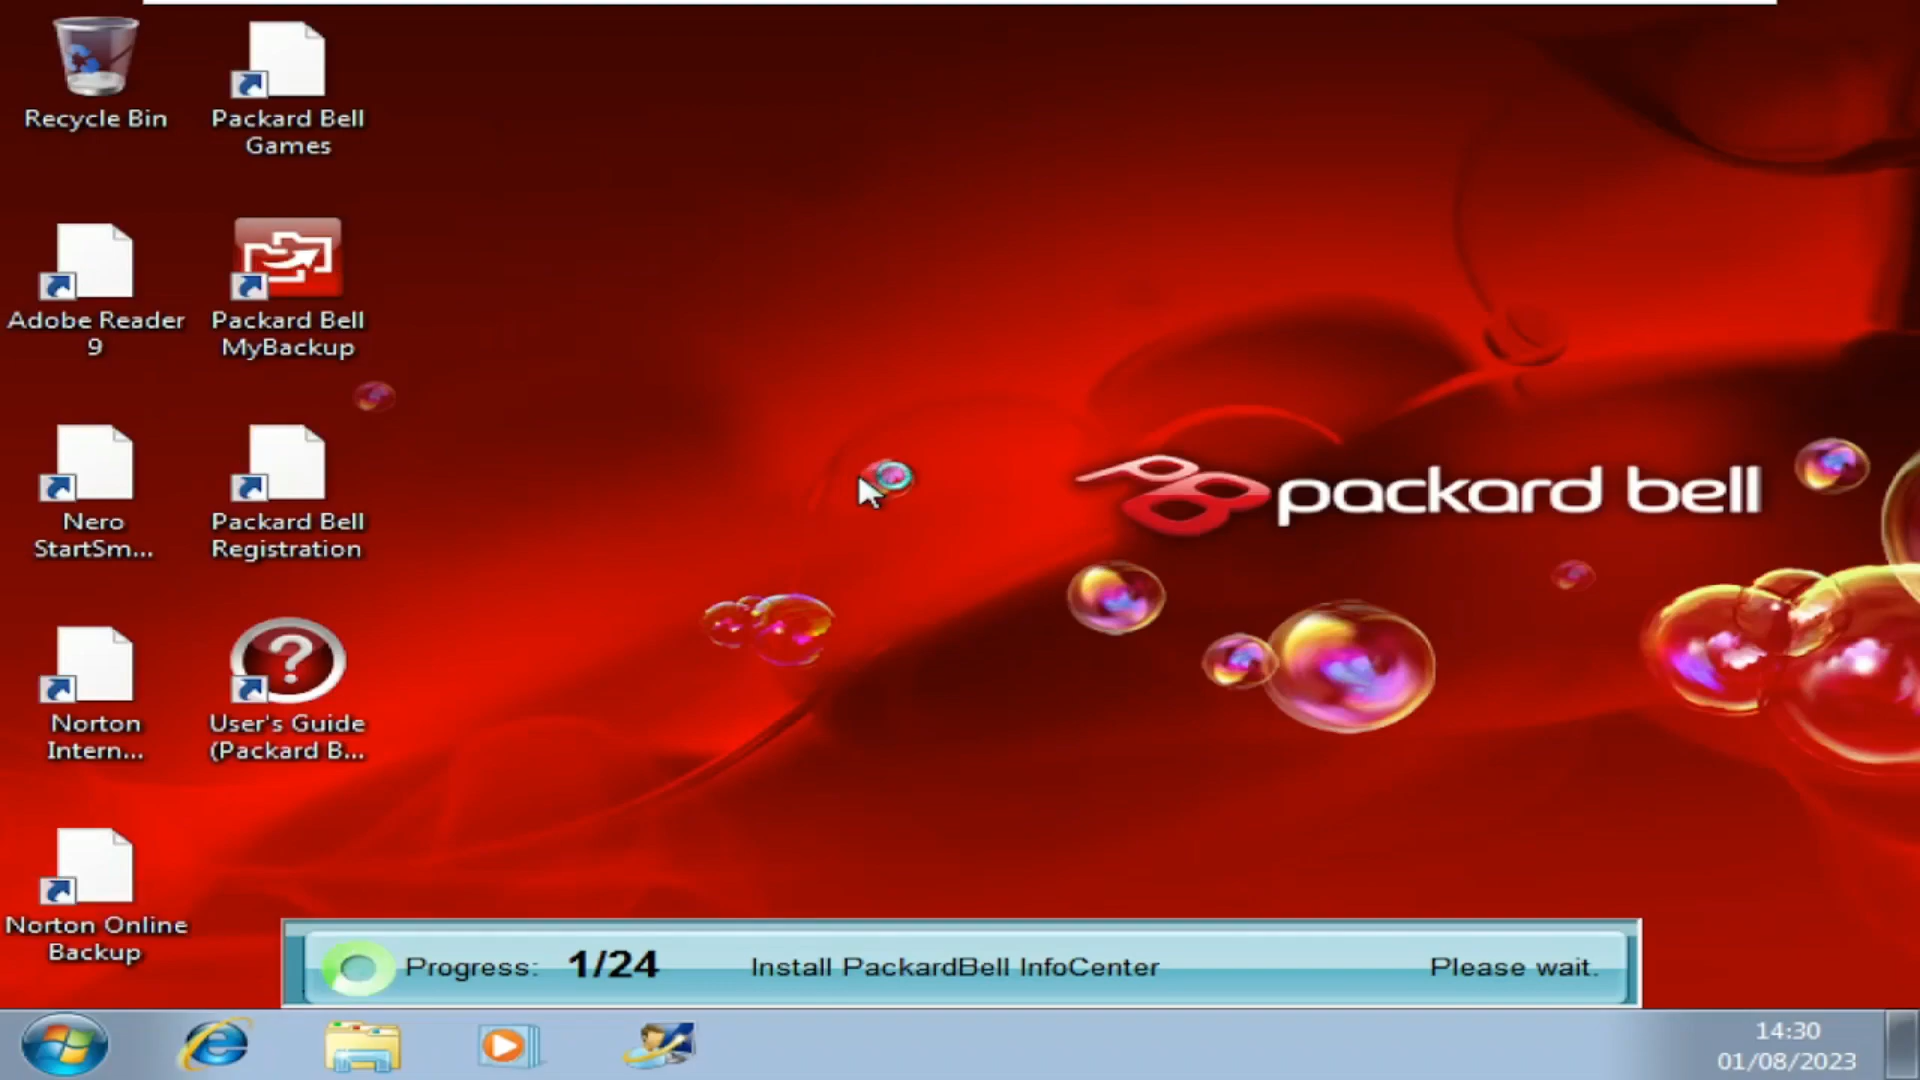 Recycle Bin
Packard Bell
Games
Adobe Reader
9
Packard Bell
MyBackup
Nero
StartSm...
Packard Bell
Registration
packard bell
Norton
Intern...
User's Guide
(Packard B...
Norton Online
Backup
Progress: 1/24 Install PackardBell InfoCenter Please wait.
14:30
01/08/2023